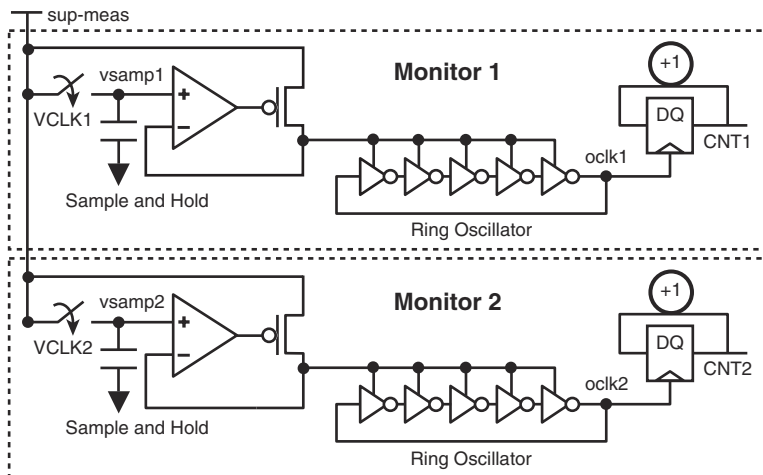 sup-meas
Monitor 1
+1
vsamp1
+
VCLK1
−
DQ
CNT1
oclk1
Sample and Hold
Ring Oscillator
Monitor 2
+1
vsamp2
+
VCLK2
−
DQ
CNT2
oclk2
Sample and Hold
Ring Oscillator